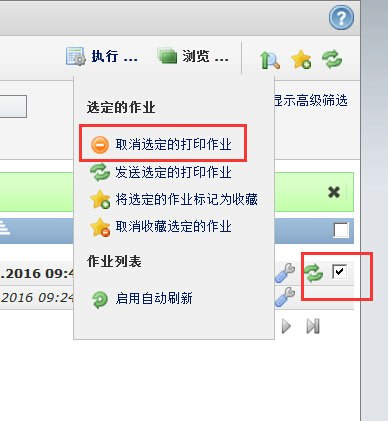 ?
执行 ...
浏览 ...
显示高级筛选
选定的作业
取消选定的打印作业
发送选定的打印作业
将选定的作业标记为收藏
取消收藏选定的作业
作业列表
启用自动刷新
.2016 09:4
2016 09:24